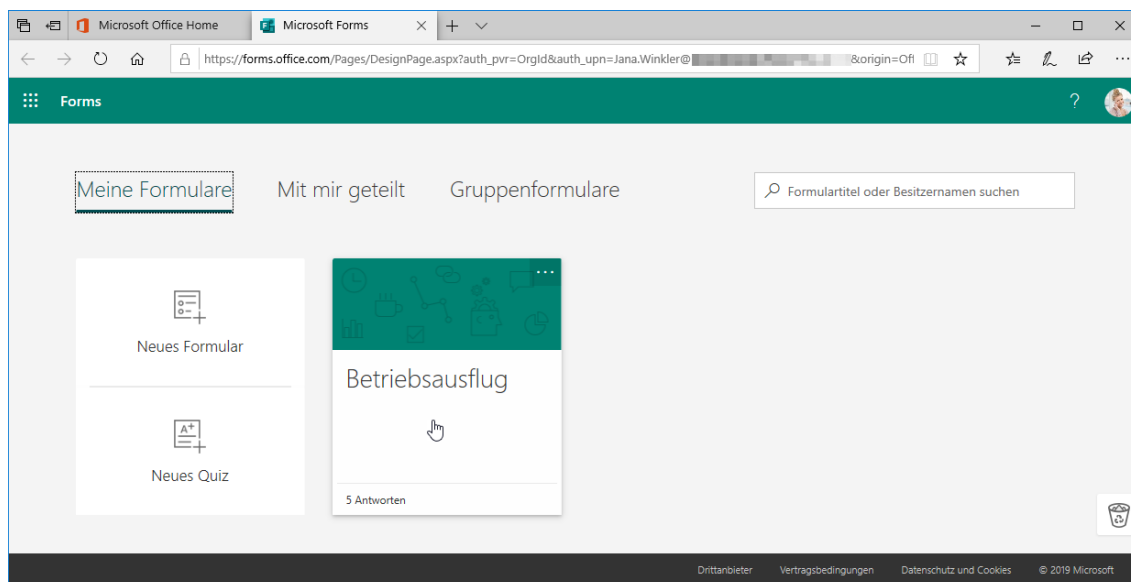 Microsoft Office Home
Microsoft Forms
https://forms.office.com/Pages/DesignPage.aspx?auth_pvr=OrgId&auth_upn=Jana.Winkler@ &origin=Off
Forms
?
Meine Formulare Mit mir geteilt Gruppenformulare
Formulartitel oder Besitzernamen suchen
Neues Formular
A+
Neues Quiz
Betriebsausflug
5 Antworten
Drittanbieter Vertragsbedingungen Datenschutz und Cookies © 2019 Microsoft